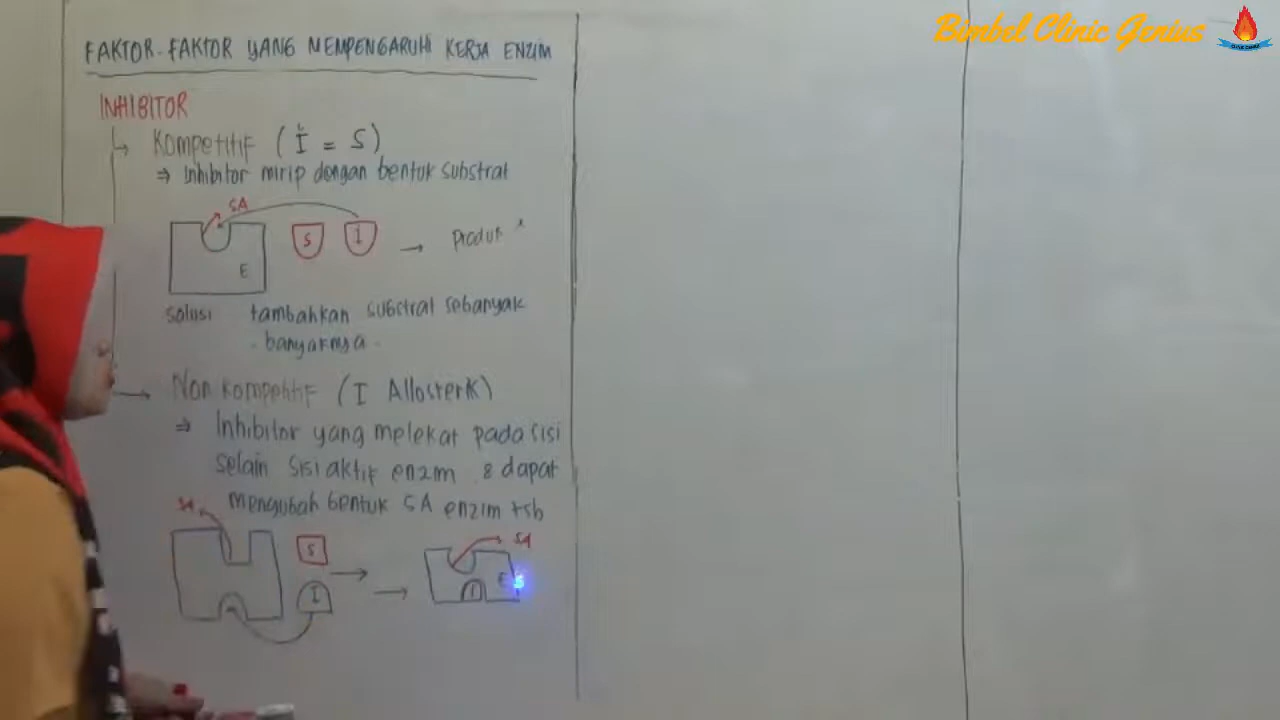 Bimbel Clinic Genius
FAKTOR-FAKTOR YANG MEMPENGARUHI KERJA ENZIM
INHIBITOR
Kompetitif (I = S)
⇒ Inhibitor mirip dengan bentuk substrat
SA
S
I
→ Produk
E
Solusi tambahkan substrat sebanyak
- banyaknya -
Non kompetitif (I Allosterik)
⇒ Inhibitor yang melekat pada sisi
selain sisi aktif enzim & dapat
mengubah bentuk SA enzim tsb
SA
S
I
SA
E
I